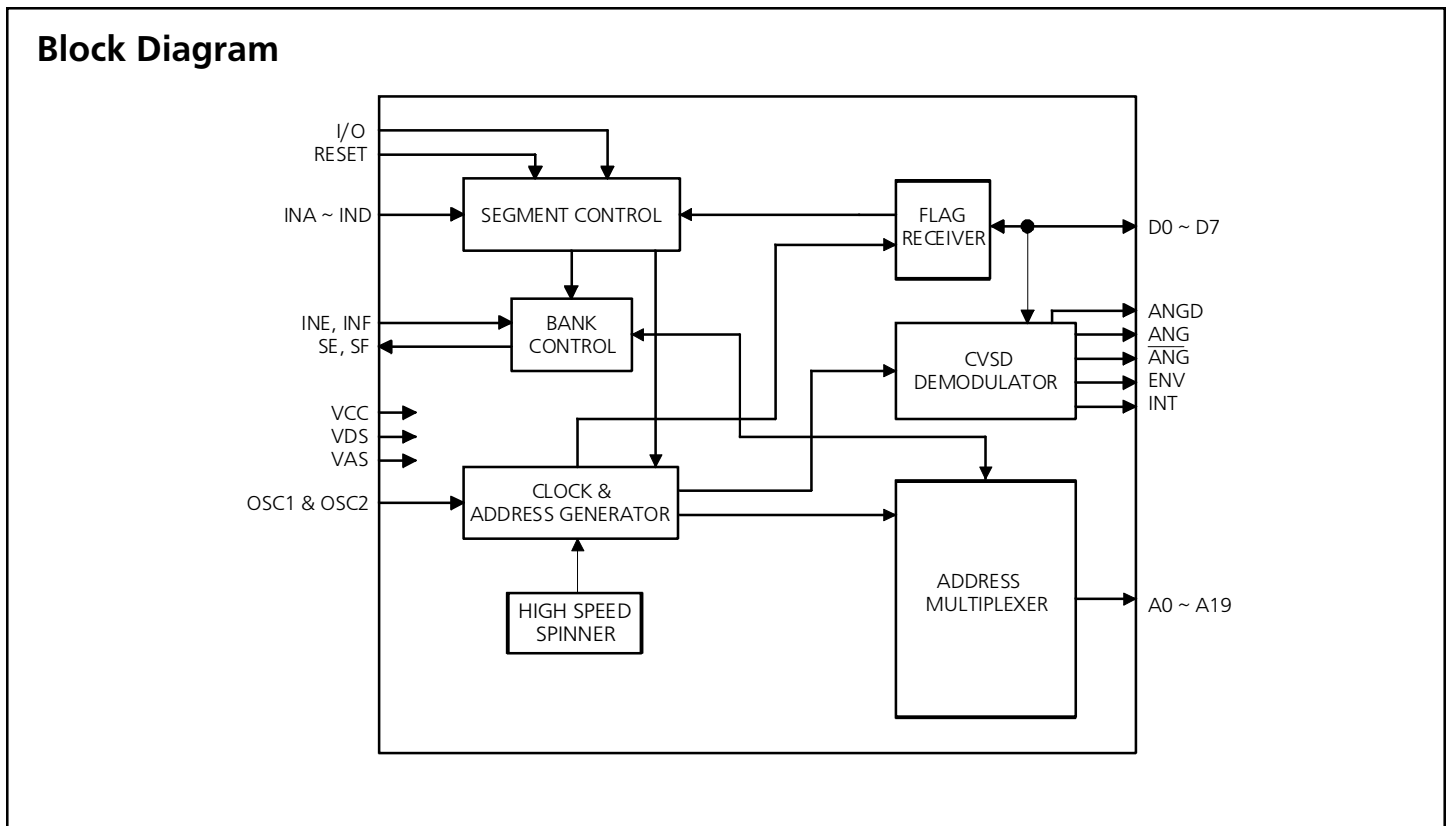 Block Diagram
I/O
RESET
INA ~ IND
SEGMENT CONTROL
FLAG
RECEIVER
D0 ~ D7
INE, INF
SE, SF
BANK
CONTROL
ANGD
ANG
A̅N̅G̅
ENV
INT
CVSD
DEMODULATOR
VCC
VDS
VAS
OSC1 & OSC2
CLOCK &
ADDRESS GENERATOR
HIGH SPEED
SPINNER
ADDRESS
MULTIPLEXER
A0 ~ A19